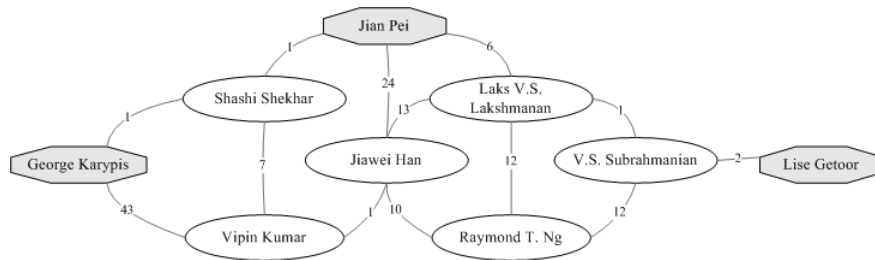 Jian Pei
1
6
24
Shashi Shekhar
Laks V.S.
Lakshmanan
13
1
1
George Karypis
7
Jiawei Han
12
V.S. Subrahmanian
2
Lise Getoor
43
1
10
12
Vipin Kumar
Raymond T. Ng